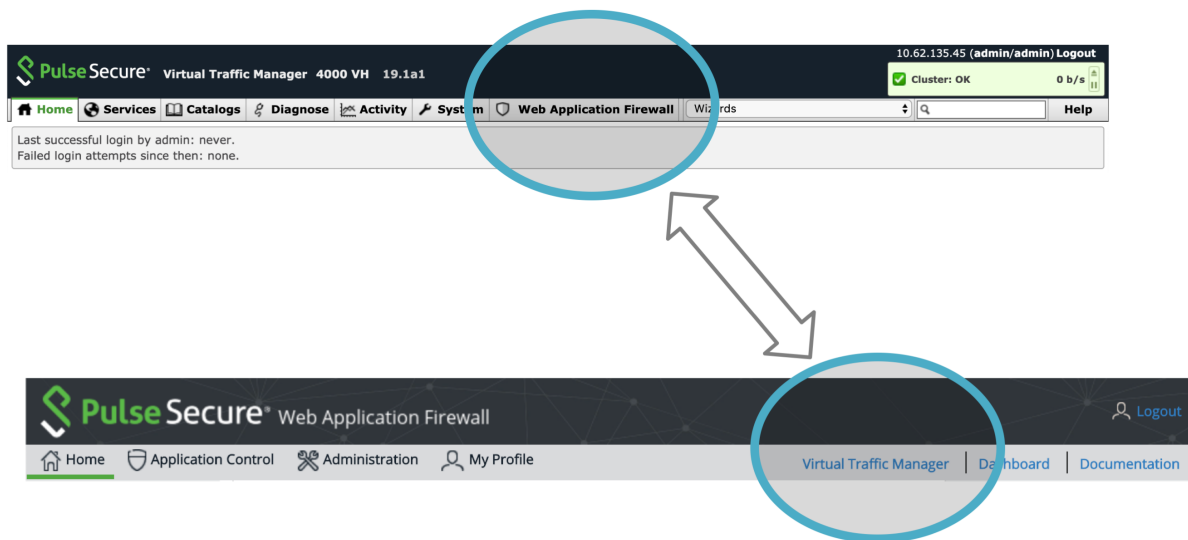 10.62.135.45 (admin/admin) Logout
Pulse Secure® Virtual Traffic Manager 4000 VH 19.1a1
Cluster: OK 0 b/s
Home Services Catalogs Diagnose Activity System Web Application Firewall Wizards Help
Last successful login by admin: never.
Failed login attempts since then: none.
Pulse Secure® Web Application Firewall
Logout
Home Application Control Administration My Profile
Virtual Traffic Manager Dashboard Documentation